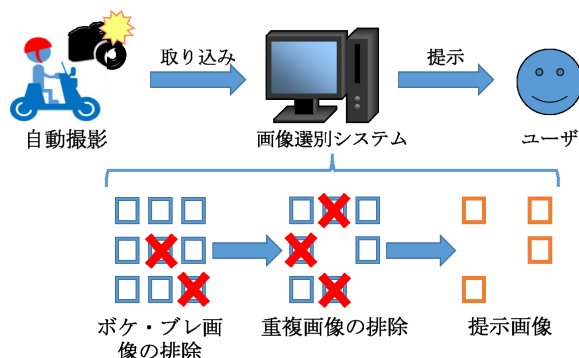 取り込み
提示
自動撮影
画像選別システム
ユーザ
ボケ・ブレ画
像の排除
重複画像の排除
提示画像